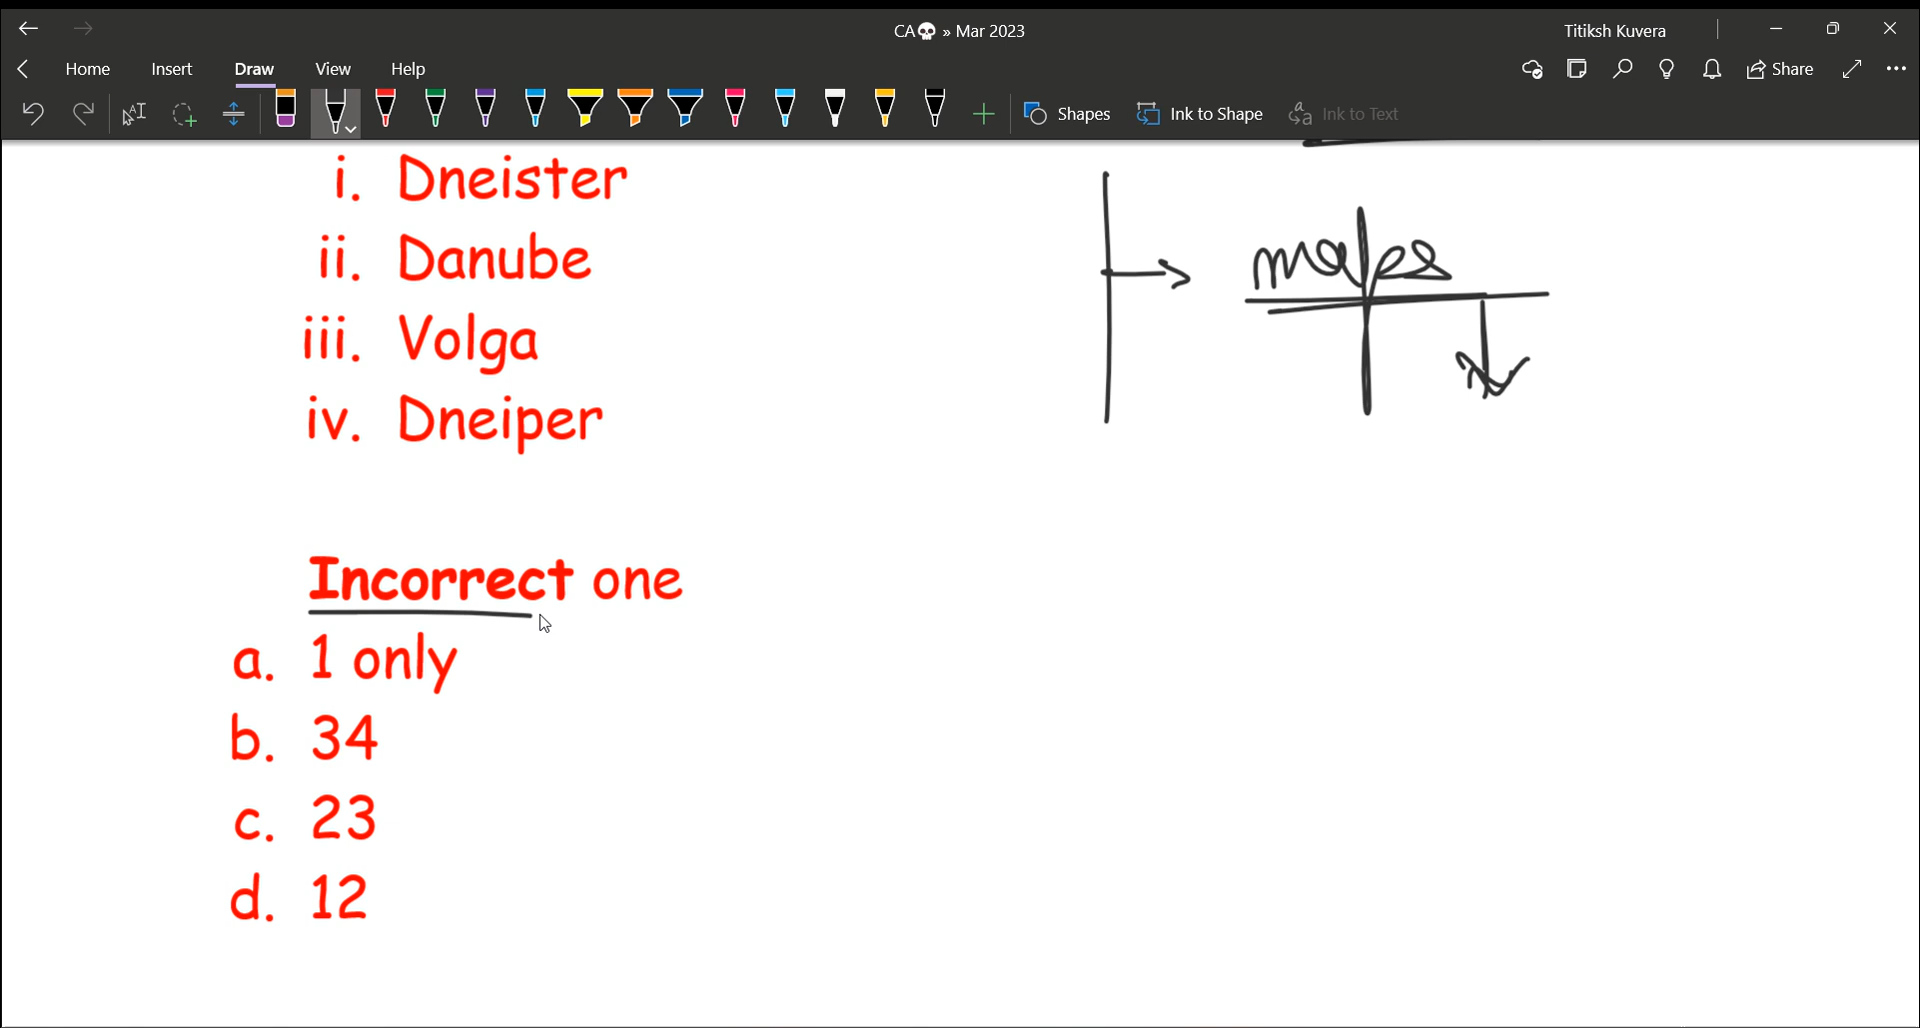 CA💀 » Mar 2023
Titiksh Kuvera
Home Insert Draw View Help
Share
Shapes Ink to Shape Ink to Text
i. Dneister
ii. Danube
iii. Volga
iv. Dneiper
maps
Incorrect one
a. 1 only
b. 34
c. 23
d. 12